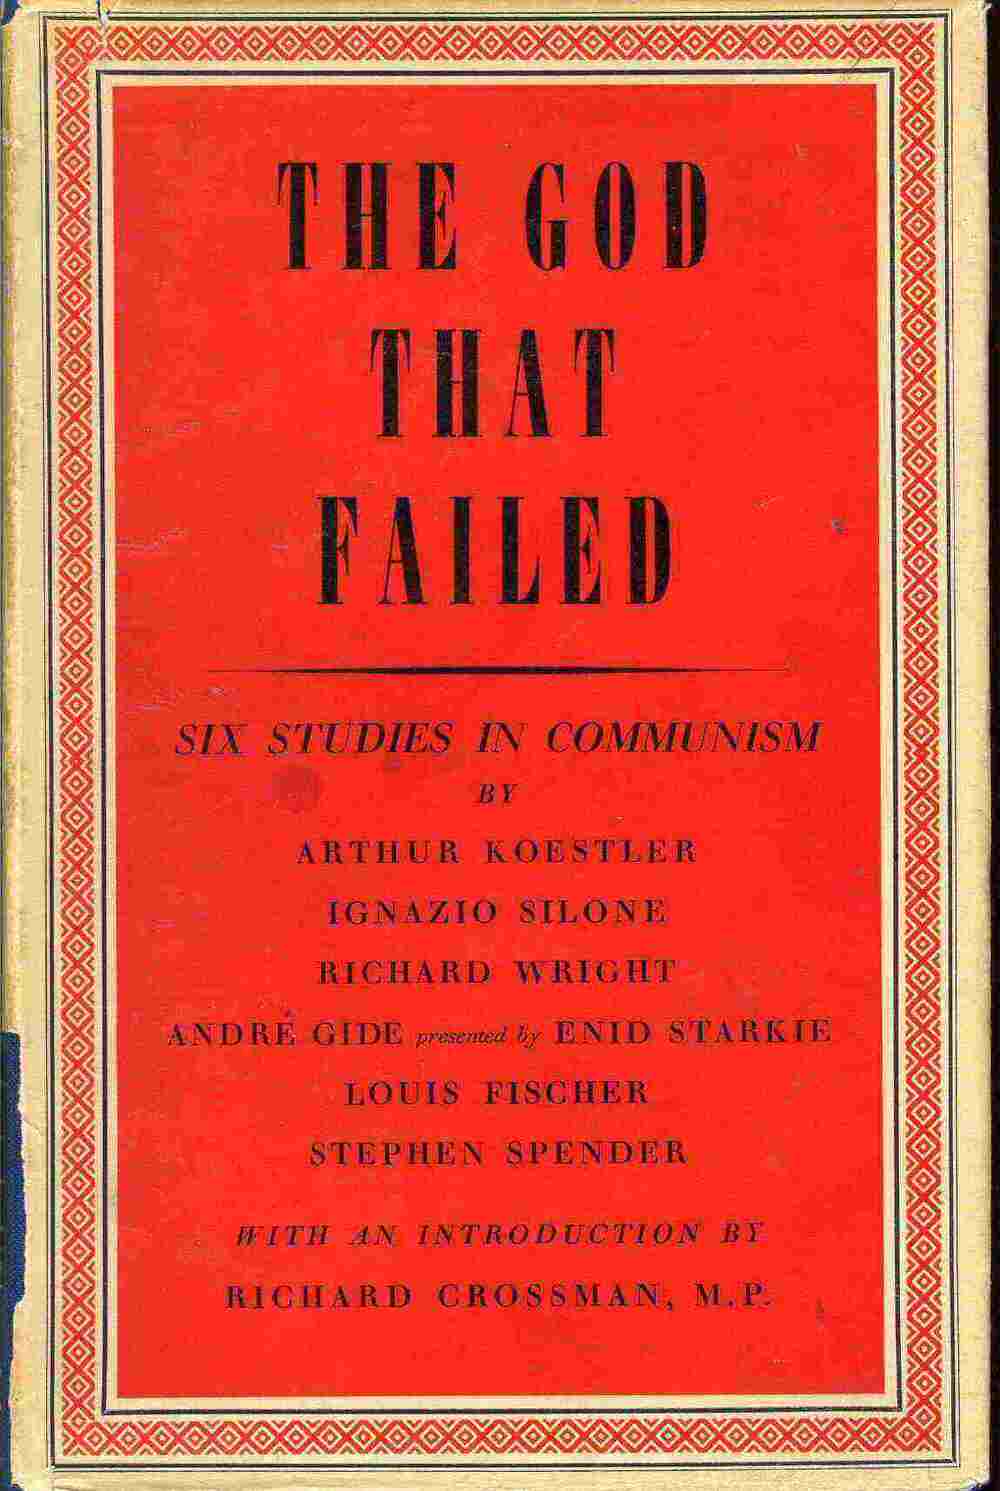 THE GOD
THAT
FAILED
SIX STUDIES IN COMMUNISM
BY
ARTHUR KOESTLER
IGNAZIO SILONE
RICHARD WRIGHT
ANDRÉ GIDE presented by ENID STARKIE
LOUIS FISCHER
STEPHEN SPENDER
WITH AN INTRODUCTION BY
RICHARD CROSSMAN, M.P.